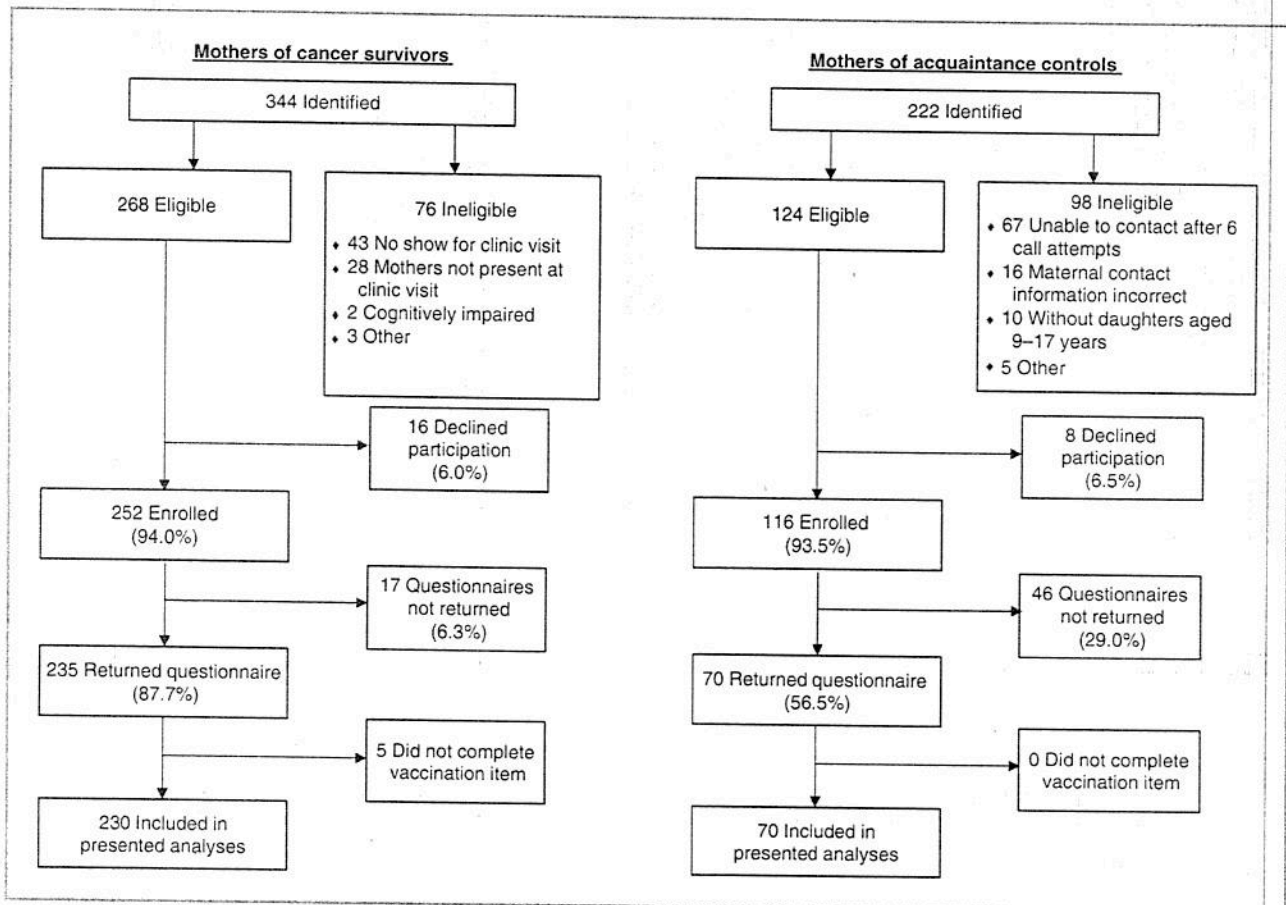 Mothers of cancer survivors
344 Identified
268 Eligible
76 Ineligible
♦ 43 No show for clinic visit
♦ 28 Mothers not present at
clinic visit
♦ 2 Cognitively impaired
♦ 3 Other
16 Declined
participation
(6.0%)
252 Enrolled
(94.0%)
17 Questionnaires
not returned
(6.3%)
235 Returned questionnaire
(87.7%)
5 Did not complete
vaccination item
230 Included in
presented analyses
Mothers of acquaintance controls
222 Identified
124 Eligible
98 Ineligible
♦ 67 Unable to contact after 6
call attempts
♦ 16 Maternal contact
information incorrect
♦ 10 Without daughters aged
9–17 years
♦ 5 Other
8 Declined
participation
(6.5%)
116 Enrolled
(93.5%)
46 Questionnaires
not returned
(29.0%)
70 Returned questionnaire
(56.5%)
0 Did not complete
vaccination item
70 Included in
presented analyses